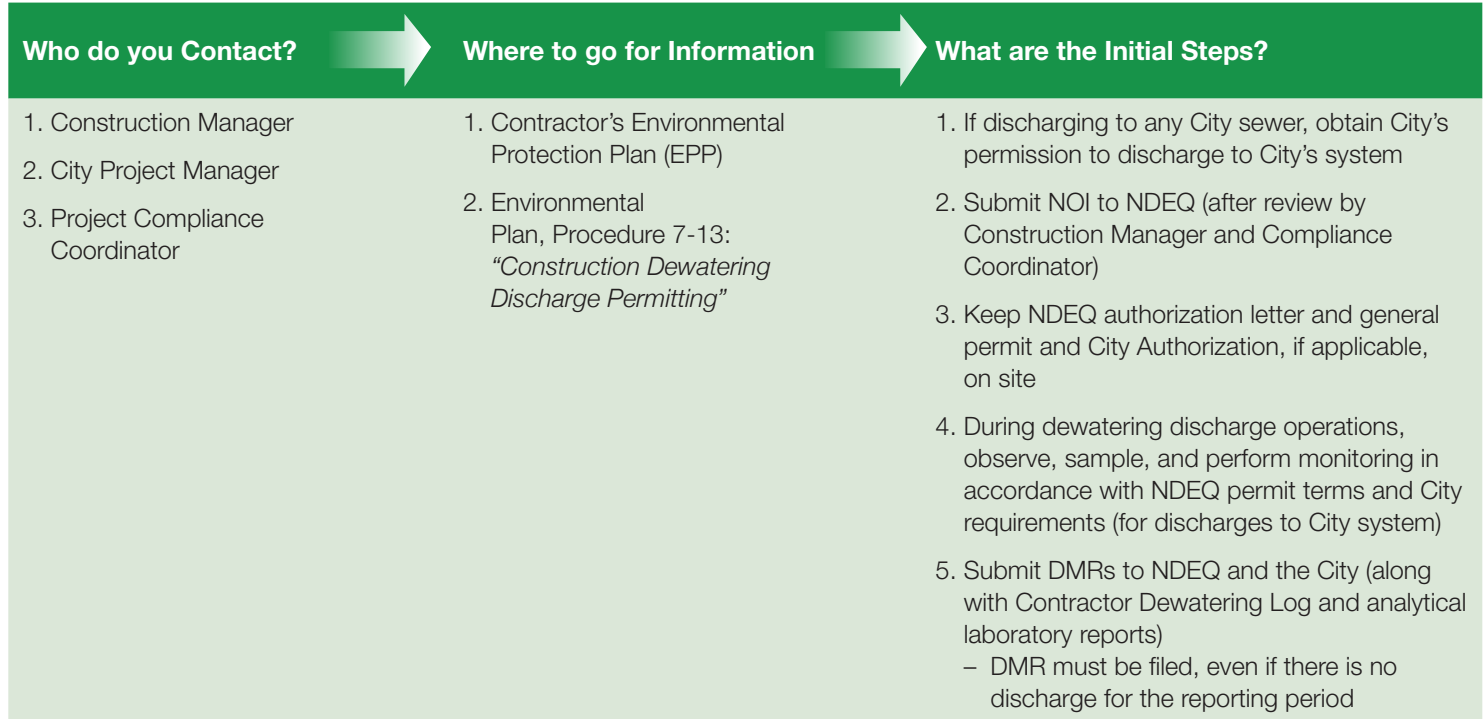 Who do you Contact?
Where to go for Information
What are the Initial Steps?
1. Construction Manager
2. City Project Manager
3. Project Compliance
Coordinator
1. Contractor’s Environmental
Protection Plan (EPP)
2. Environmental
Plan, Procedure 7-13:
“Construction Dewatering
Discharge Permitting”
1. If discharging to any City sewer, obtain City’s
permission to discharge to City’s system
2. Submit NOI to NDEQ (after review by
Construction Manager and Compliance
Coordinator)
3. Keep NDEQ authorization letter and general
permit and City Authorization, if applicable,
on site
4. During dewatering discharge operations,
observe, sample, and perform monitoring in
accordance with NDEQ permit terms and City
requirements (for discharges to City system)
5. Submit DMRs to NDEQ and the City (along
with Contractor Dewatering Log and analytical
laboratory reports)
– DMR must be filed, even if there is no
discharge for the reporting period